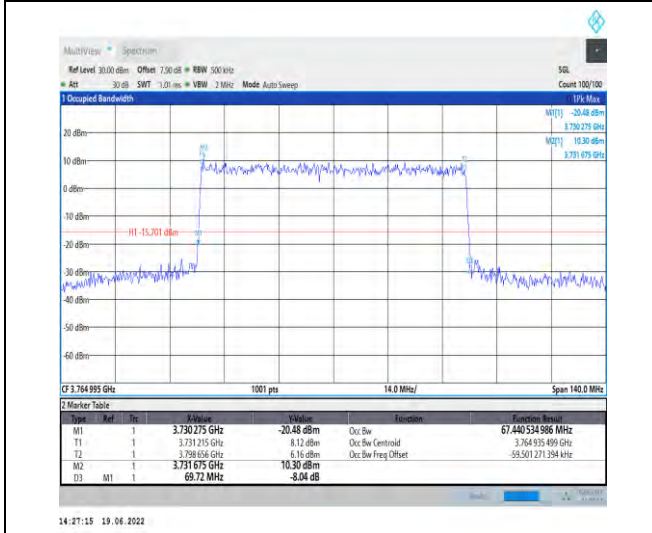 MultiView Spectrum
Ref Level 30.00 dBm Offset 7.90 dB RBW 500 kHz SGL
Att 30 dB SWT 1.01 ms VBW 2 MHz Mode Auto Sweep Count 100/100
1 Occupied Bandwidth 1Pk Max
M1[1] -20.48 dBm
3.730 275 GHz
M2[1] 10.30 dBm
3.731 675 GHz
20 dBm
10 dBm
0 dBm
-10 dBm
H1 -15.701 dBm
-20 dBm
-30 dBm
-40 dBm
-50 dBm
-60 dBm
CF 3.764 995 GHz 1001 pts 14.0 MHz/ Span 140.0 MHz
2 Marker Table
Type Ref Trc X-Value Y-Value Function Function Result
M1 1 3.730 275 GHz -20.48 dBm Occ Bw 67.440 534 986 MHz
T1 1 3.731 215 GHz 8.12 dBm Occ Bw Centroid 3.764 935 499 GHz
T2 1 3.798 656 GHz 6.16 dBm Occ Bw Freq Offset -59.501 271 394 kHz
M2 1 3.731 675 GHz 10.30 dBm
D3 M1 1 69.72 MHz -8.04 dB
14:27:15 19.06.2022